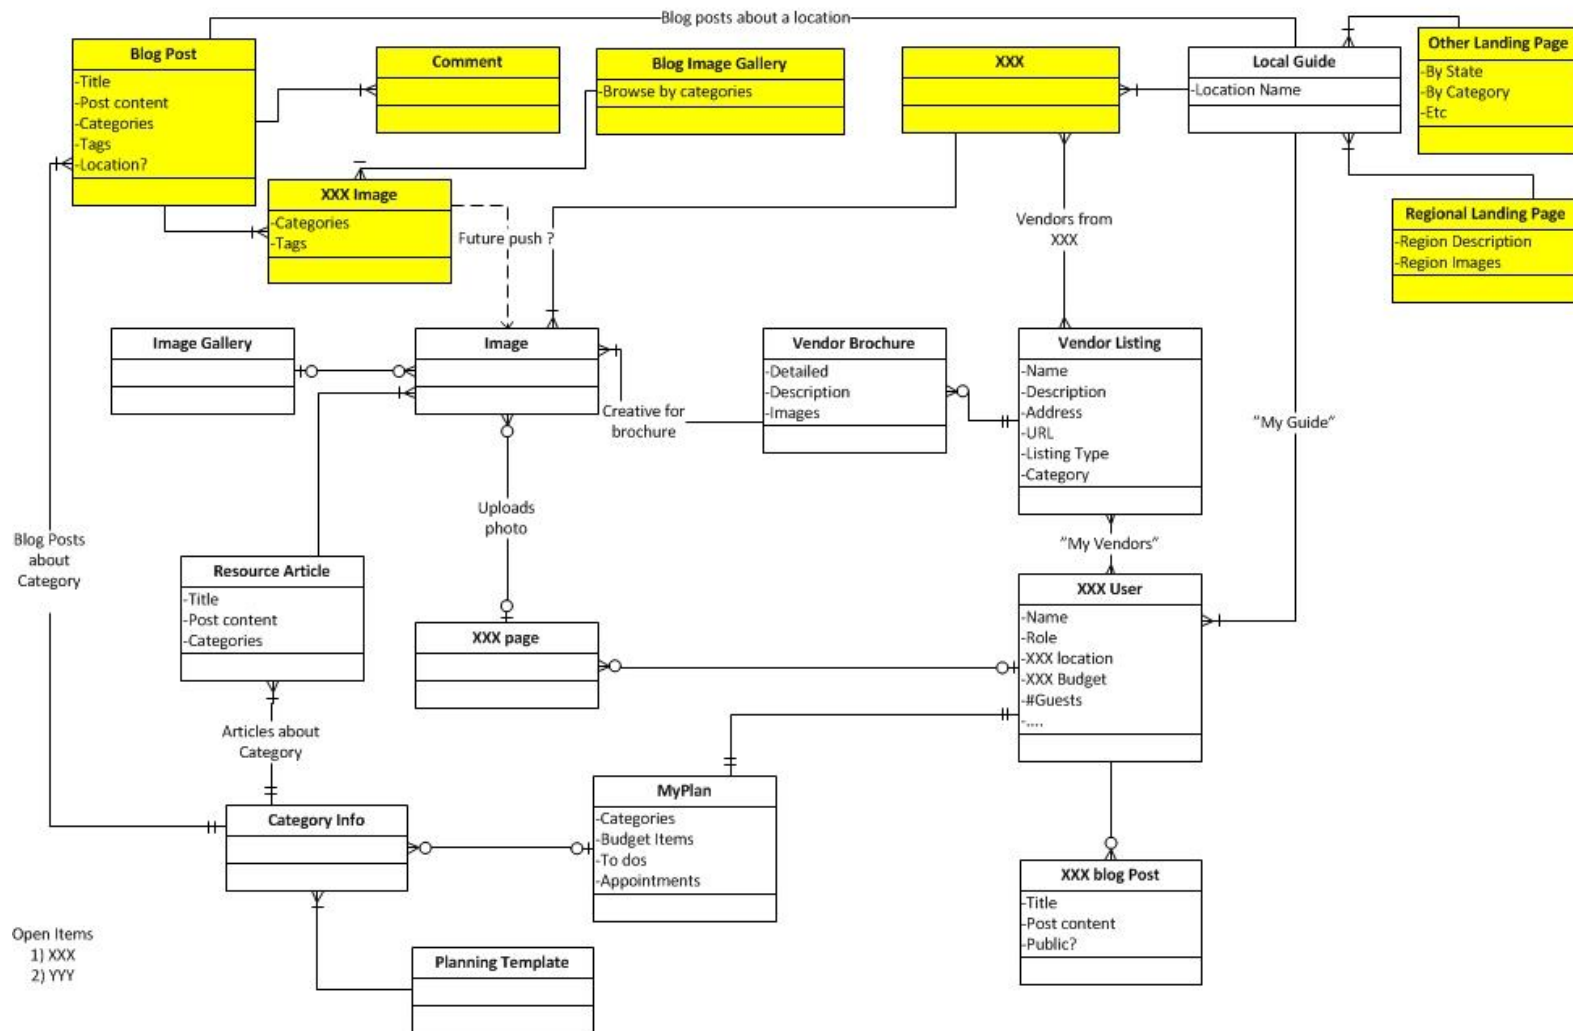 Blog posts about a location
Blog Post
-Title
-Post content
-Categories
-Tags
-Location?
Comment
Blog Image Gallery
-Browse by categories
XXX
Local Guide
-Location Name
Other Landing Page
-By State
-By Category
-Etc
XXX Image
-Categories
-Tags
Future push ?
Vendors from
XXX
Regional Landing Page
-Region Description
-Region Images
Image Gallery
Image
Vendor Brochure
-Detailed
-Description
-Images
Vendor Listing
-Name
-Description
-Address
-URL
-Listing Type
-Category
Creative for
brochure
"My Guide"
Uploads
photo
Blog Posts
about
Category
"My Vendors"
Resource Article
-Title
-Post content
-Categories
XXX page
XXX User
-Name
-Role
-XXX location
-XXX Budget
-#Guests
-....
Articles about
Category
Category Info
MyPlan
-Categories
-Budget Items
-To dos
-Appointments
XXX blog Post
-Title
-Post content
-Public?
Open Items
1) XXX
2) YYY
Planning Template